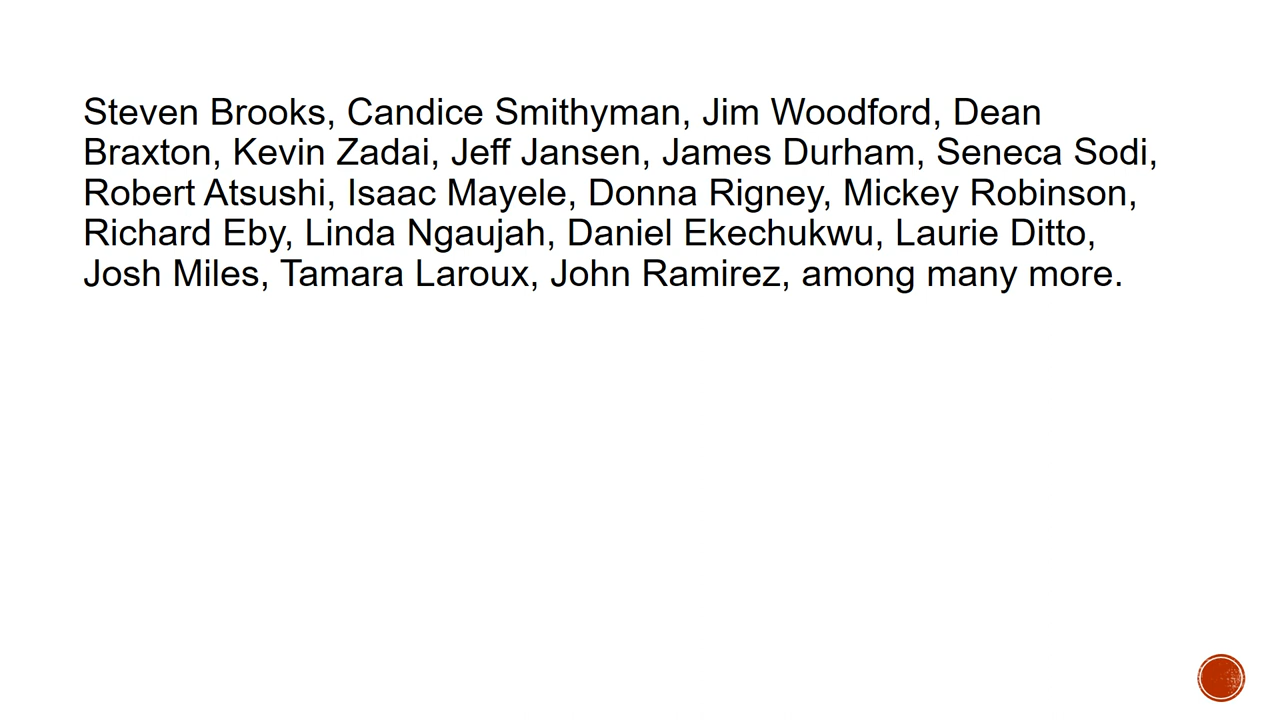 Steven Brooks, Candice Smithyman, Jim Woodford, Dean
Braxton, Kevin Zadai, Jeff Jansen, James Durham, Seneca Sodi,
Robert Atsushi, Isaac Mayele, Donna Rigney, Mickey Robinson,
Richard Eby, Linda Ngaujah, Daniel Ekechukwu, Laurie Ditto,
Josh Miles, Tamara Laroux, John Ramirez, among many more.